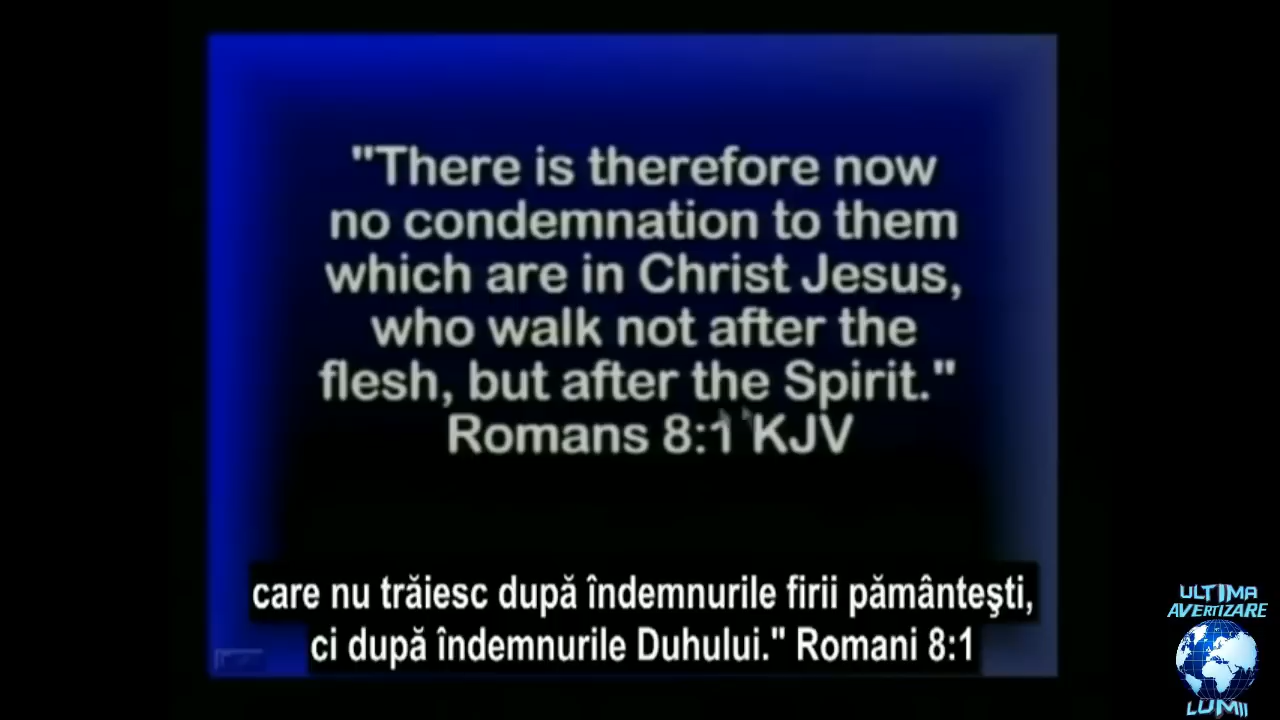 "There is therefore now
no condemnation to them
which are in Christ Jesus,
who walk not after the
flesh, but after the Spirit."
Romans 8:1 KJV
care nu trăiesc după îndemnurile firii pământeşti,
ci după îndemnurile Duhului." Romani 8:1
ULTIMA
AVERTIZARE
LUMII